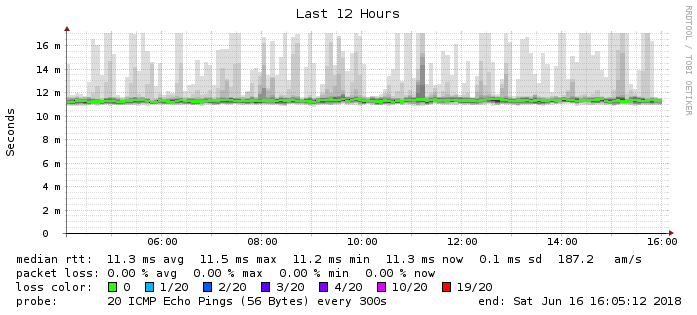 Last 12 Hours
RRDTOOL / TOBI OETIKER
Seconds
16 m
14 m
12 m
10 m
8 m
6 m
4 m
2 m
0
06:00 08:00 10:00 12:00 14:00 16:00
median rtt: 11.3 ms avg 11.5 ms max 11.2 ms min 11.3 ms now 0.1 ms sd 187.2 am/s
packet loss: 0.00 % avg 0.00 % max 0.00 % min 0.00 % now
loss color: 0 1/20 2/20 3/20 4/20 10/20 19/20
probe: 20 ICMP Echo Pings (56 Bytes) every 300s end: Sat Jun 16 16:05:12 2018